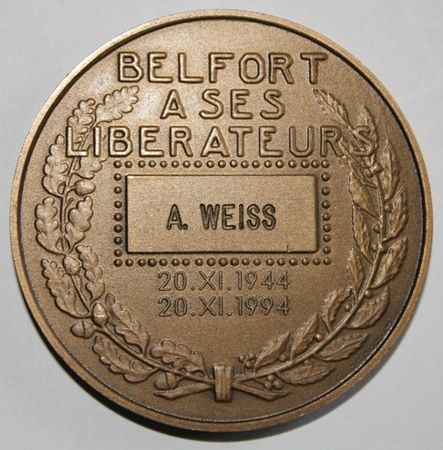 BELFORT
A SES
LIBERATEURS
A. WEISS
20.XI.1944
20.XI.1994